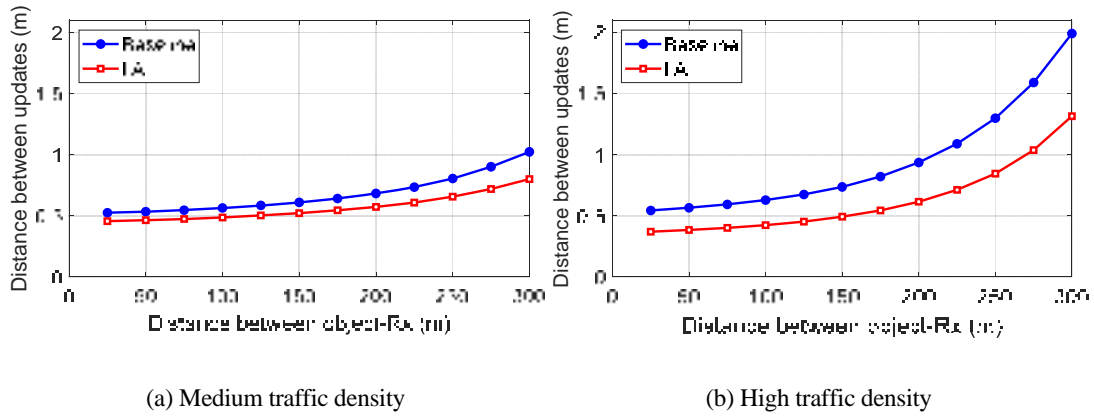 2
1.5
1
0.5
0
Distance between updates (m)
Baseline
LA
0 50 100 150 200 250 300
Distance between object-Rx (m)
(a) Medium traffic density
2
1.5
1
0.5
0
Distance between updates (m)
Baseline
LA
0 50 100 150 200 250 300
Distance between object-Rx (m)
(b) High traffic density